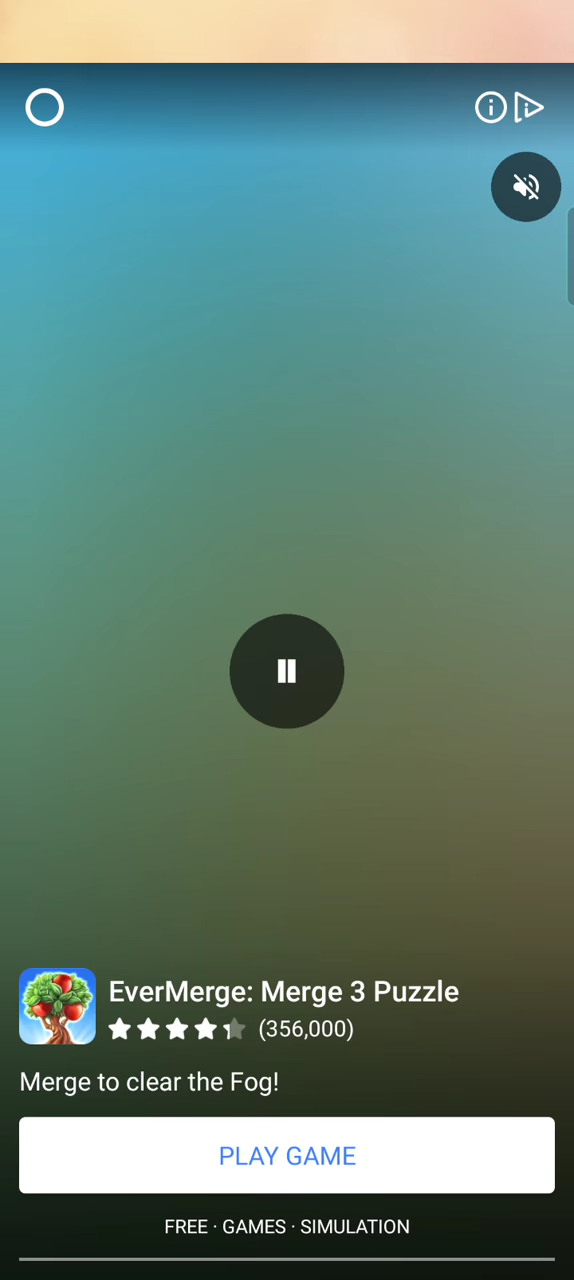 EverMerge: Merge 3 Puzzle
(356,000)
Merge to clear the Fog!
PLAY GAME
FREE · GAMES · SIMULATION